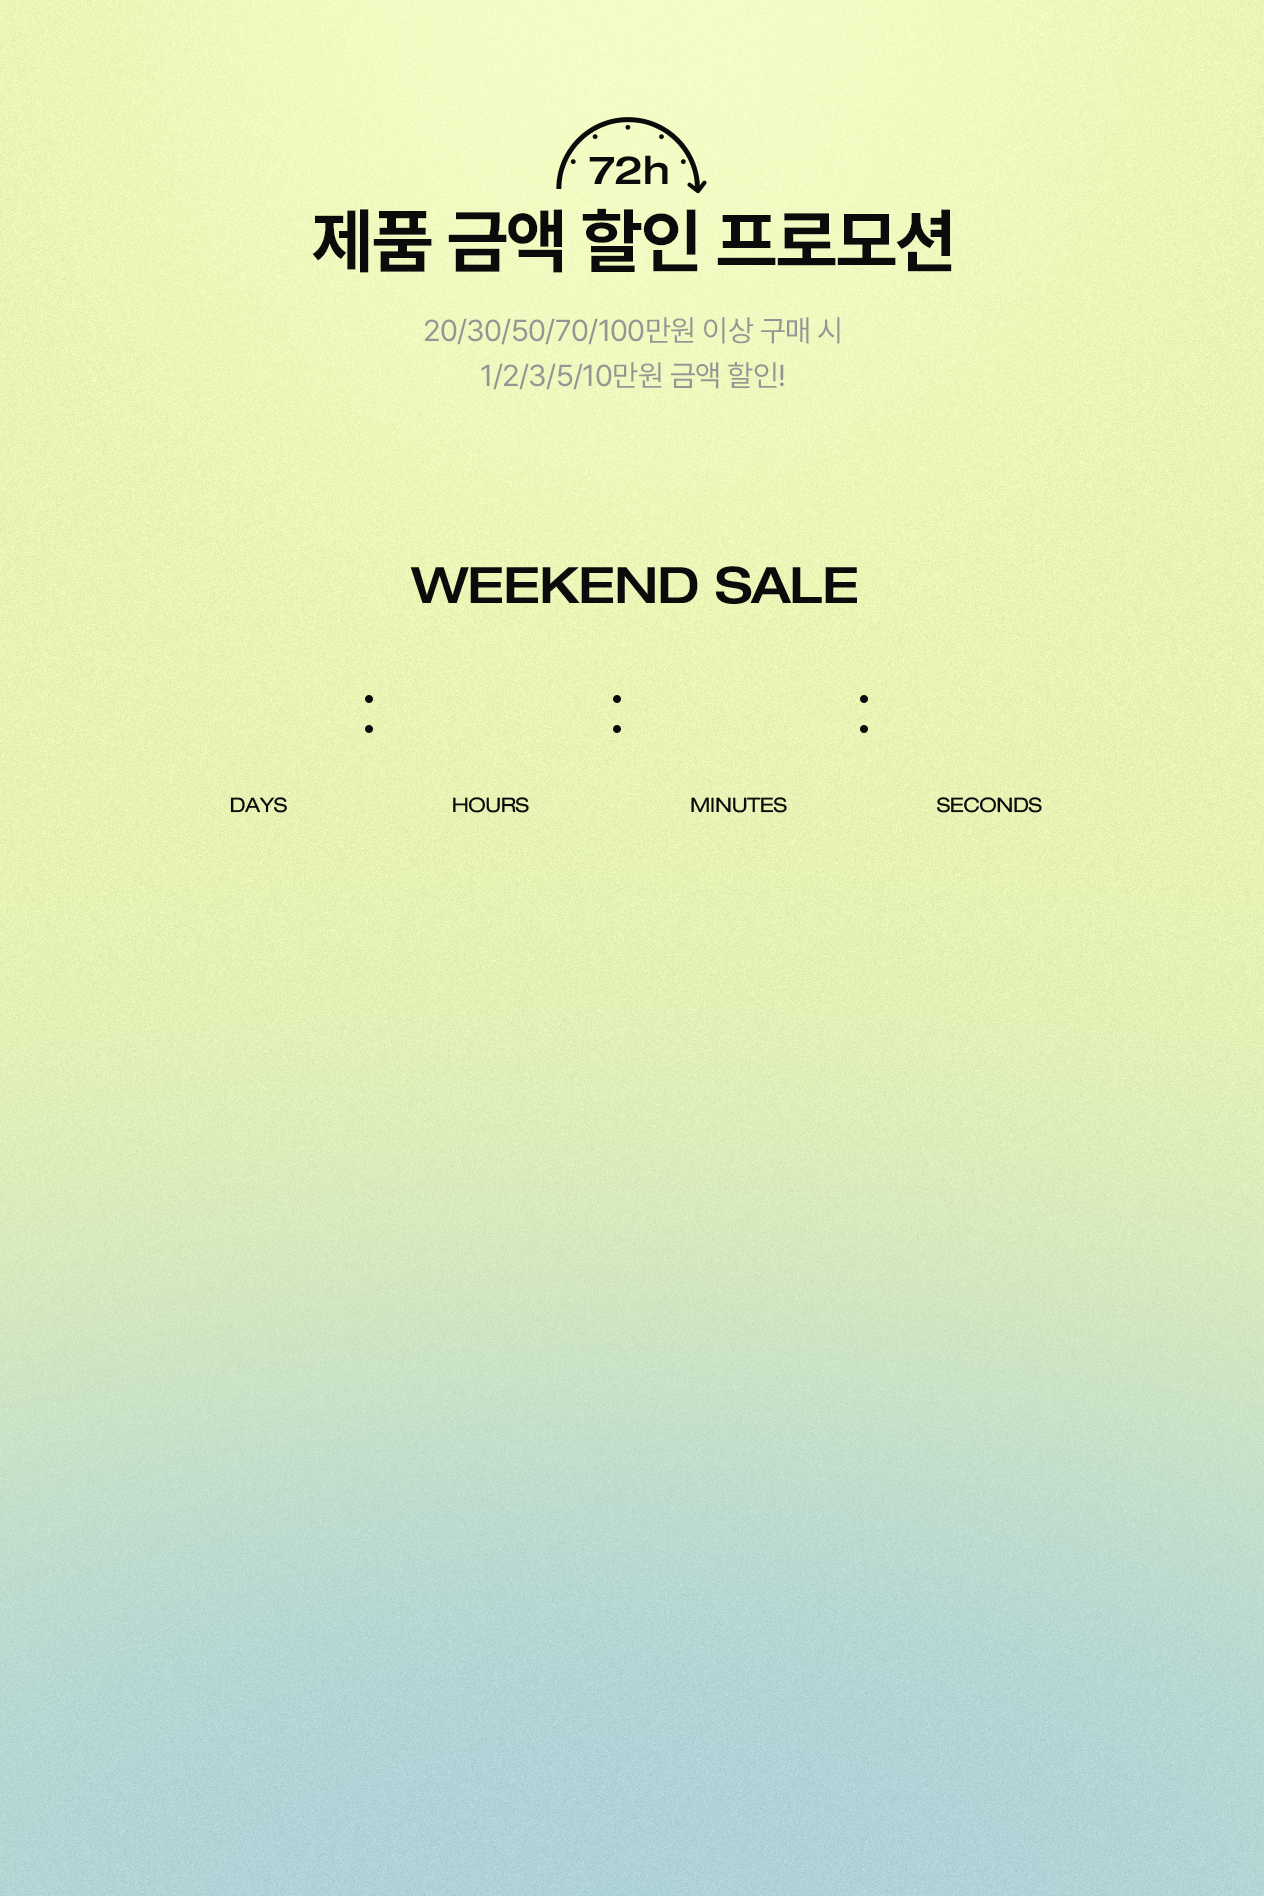 72h
제품 금액 할인 프로모션
20/30/50/70/100만원 이상 구매 시
1/2/3/5/10만원 금액 할인!
WEEKEND SALE
: : :
DAYS HOURS MINUTES SECONDS